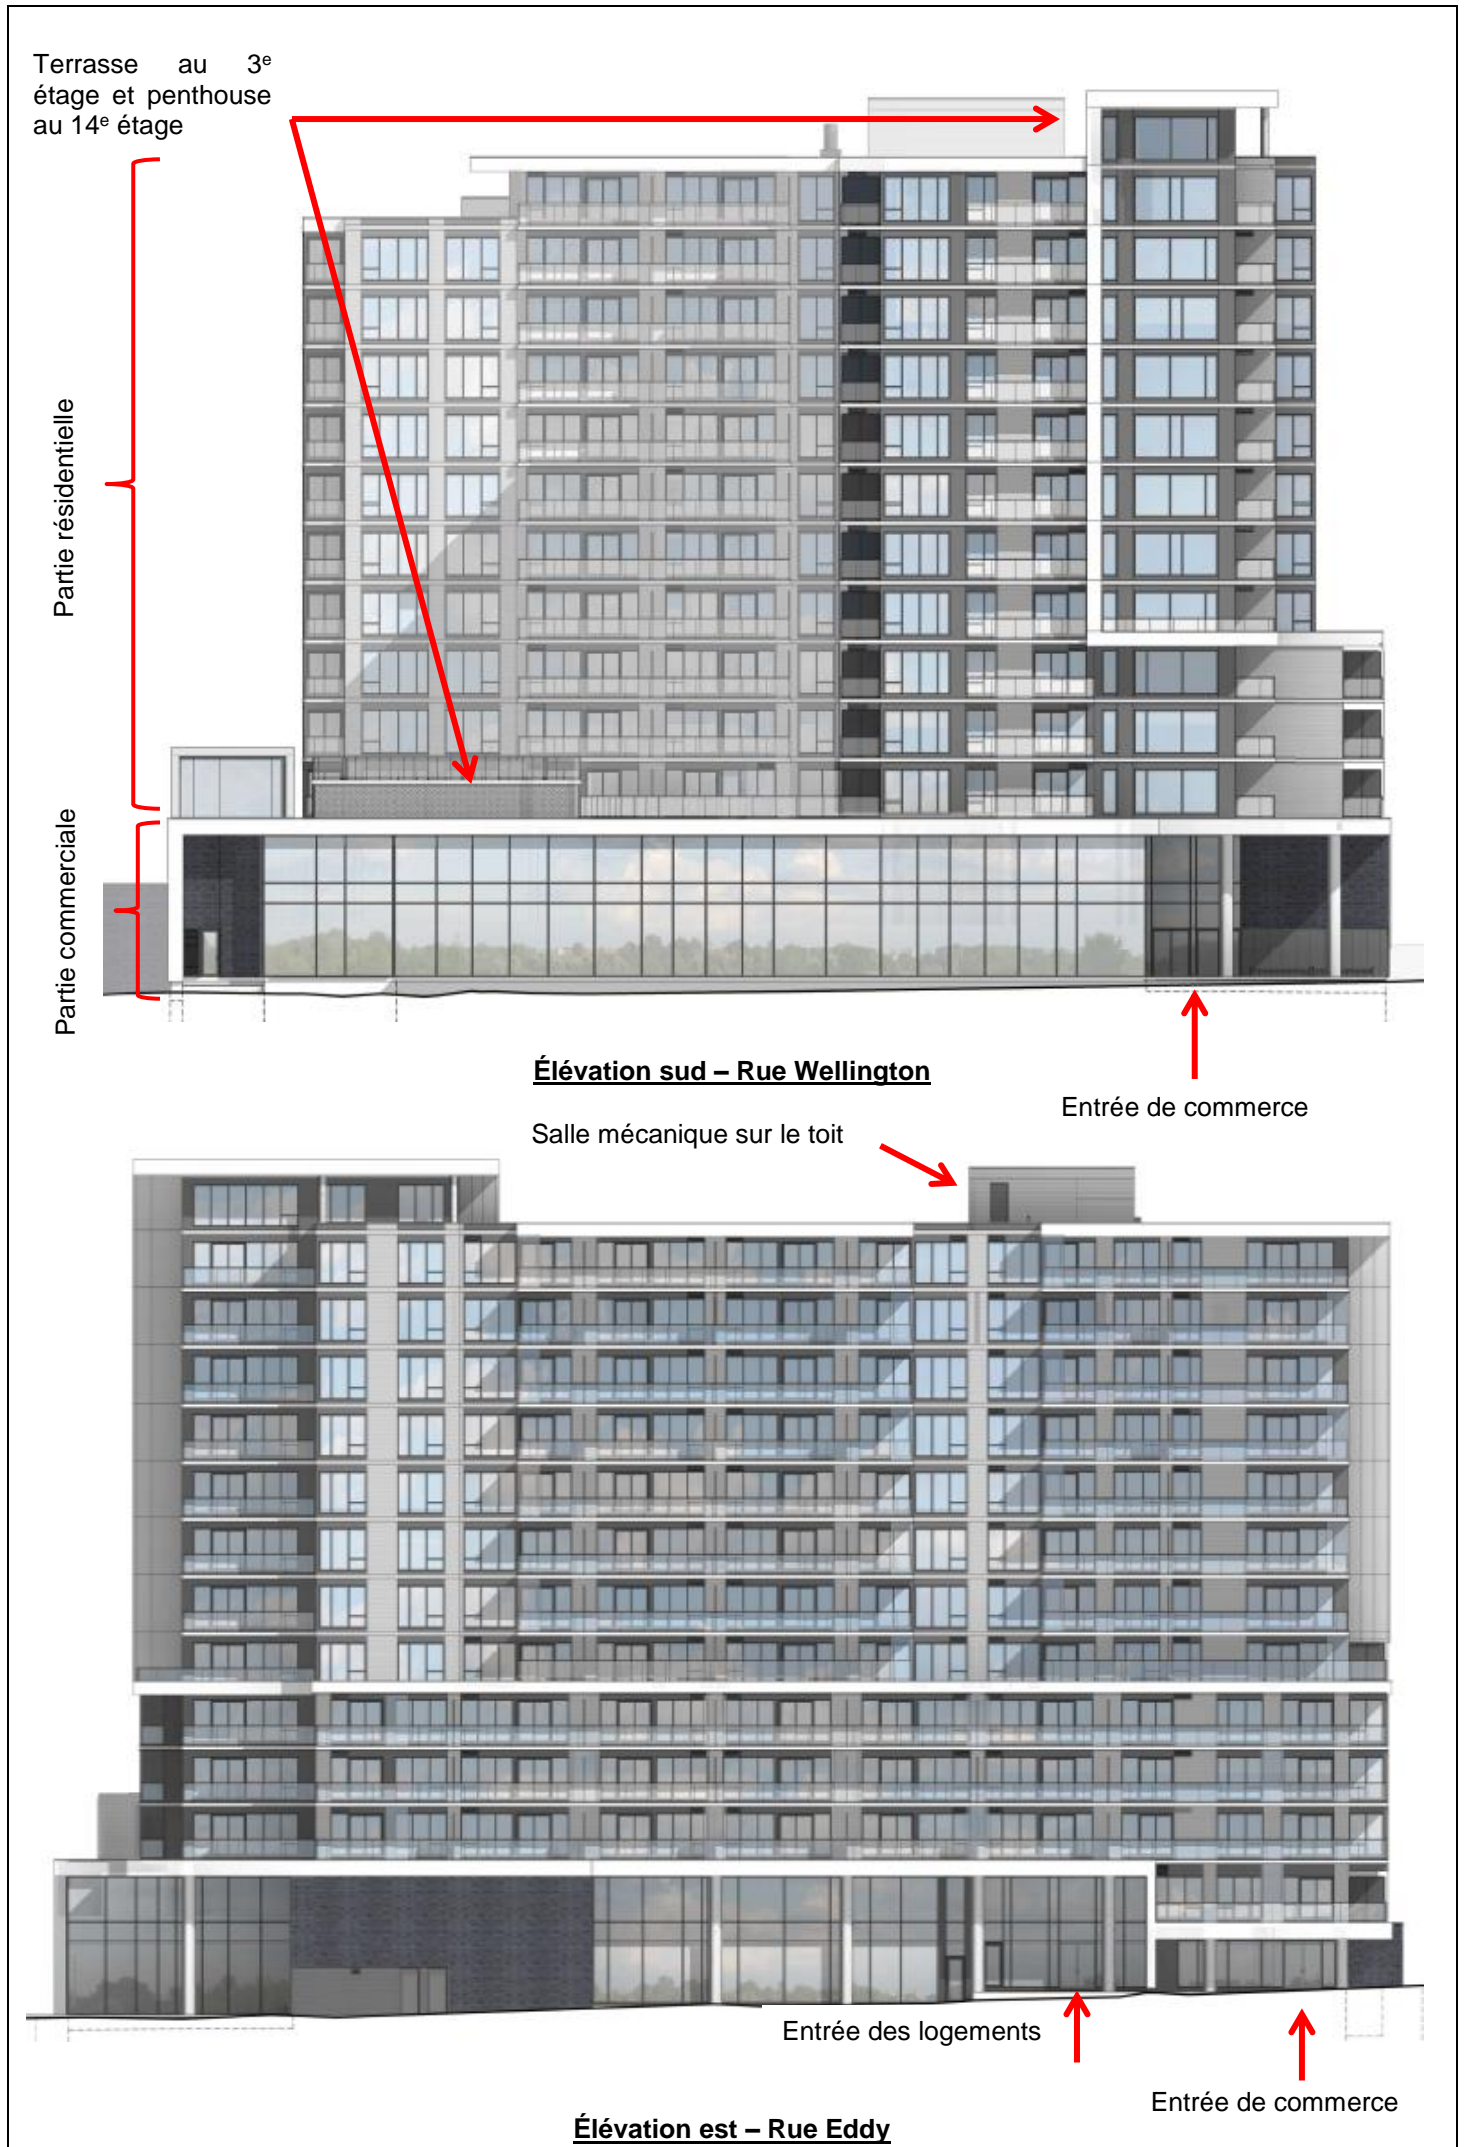 Terrasse au 3e
étage et penthouse
au 14e étage
Partie résidentielle
Partie commerciale
Élévation sud – Rue Wellington
Entrée de commerce
Salle mécanique sur le toit
Entrée des logements
Entrée de commerce
Élévation est – Rue Eddy